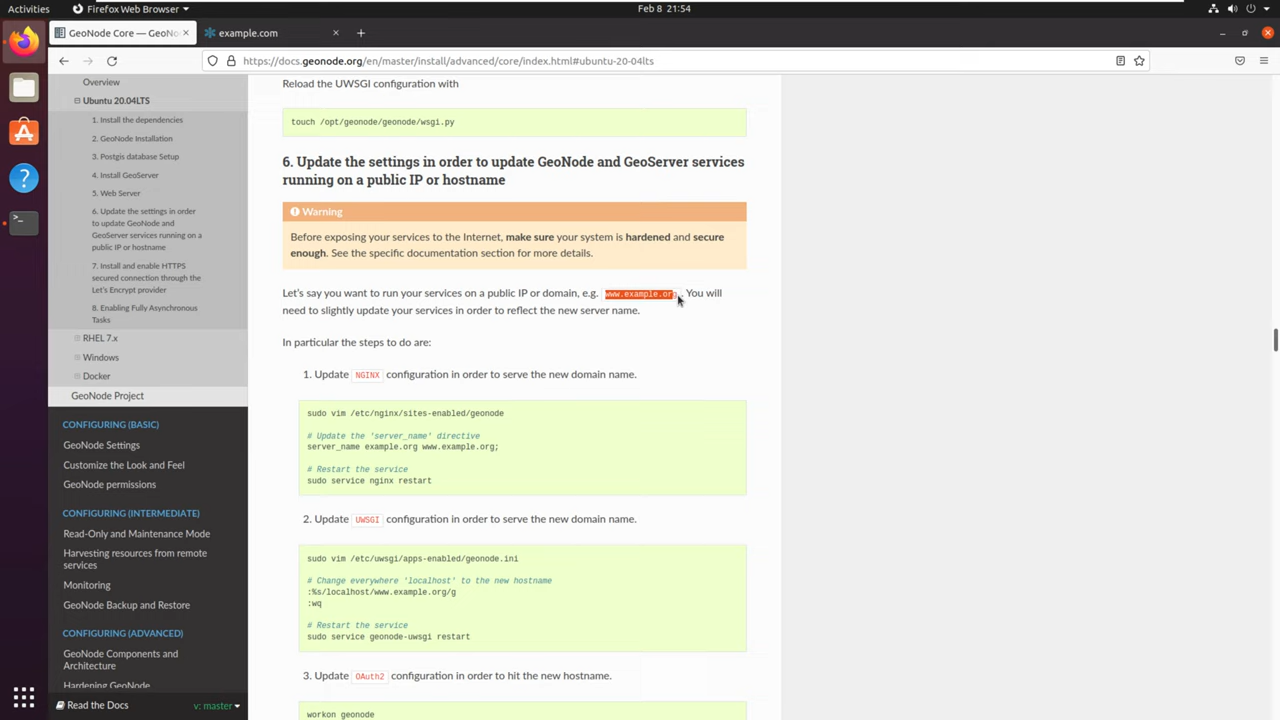 Activities
Firefox Web Browser
Feb 8 21:54
GeoNode Core — GeoNo
example.com
https://docs.geonode.org/en/master/install/advanced/core/index.html#ubuntu-20-04lts
Overview
Ubuntu 20.04LTS
1. Install the dependencies
2. GeoNode Installation
3. Postgis database Setup
4. Install GeoServer
5. Web Server
6. Update the settings in order
to update GeoNode and
GeoServer services running on a
public IP or hostname
7. Install and enable HTTPS
secured connection through the
Let's Encrypt provider
8. Enabling Fully Asynchronous
Tasks
RHEL 7.x
Windows
Docker
GeoNode Project
CONFIGURING (BASIC)
GeoNode Settings
Customize the Look and Feel
GeoNode permissions
CONFIGURING (INTERMEDIATE)
Read-Only and Maintenance Mode
Harvesting resources from remote
services
Monitoring
GeoNode Backup and Restore
CONFIGURING (ADVANCED)
GeoNode Components and
Architecture
Hardening GeoNode
Read the Docs
v: master
Reload the UWSGI configuration with
touch /opt/geonode/geonode/wsgi.py
6. Update the settings in order to update GeoNode and GeoServer services
running on a public IP or hostname
Warning
Before exposing your services to the Internet, make sure your system is hardened and secure
enough. See the specific documentation section for more details.
Let's say you want to run your services on a public IP or domain, e.g. www.example.org. You will
need to slightly update your services in order to reflect the new server name.
In particular the steps to do are:
1. Update NGINX configuration in order to serve the new domain name.
sudo vim /etc/nginx/sites-enabled/geonode
# Update the 'server_name' directive
server_name example.org www.example.org;
# Restart the service
sudo service nginx restart
2. Update UWSGI configuration in order to serve the new domain name.
sudo vim /etc/uwsgi/apps-enabled/geonode.ini
# Change everywhere 'localhost' to the new hostname
:%s/localhost/www.example.org/g
:wq
# Restart the service
sudo service geonode-uwsgi restart
3. Update OAuth2 configuration in order to hit the new hostname.
workon geonode